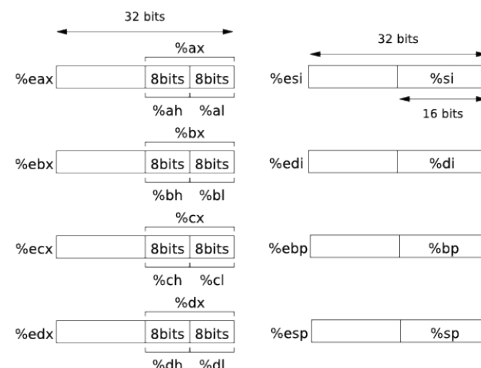 32 bits
%ax
%eax 8bits 8bits
%ah %al
%bx
%ebx 8bits 8bits
%bh %bl
%cx
%ecx 8bits 8bits
%ch %cl
%dx
%edx 8bits 8bits
%dh %dl
32 bits
%esi %si
16 bits
%edi %di
%ebp %bp
%esp %sp